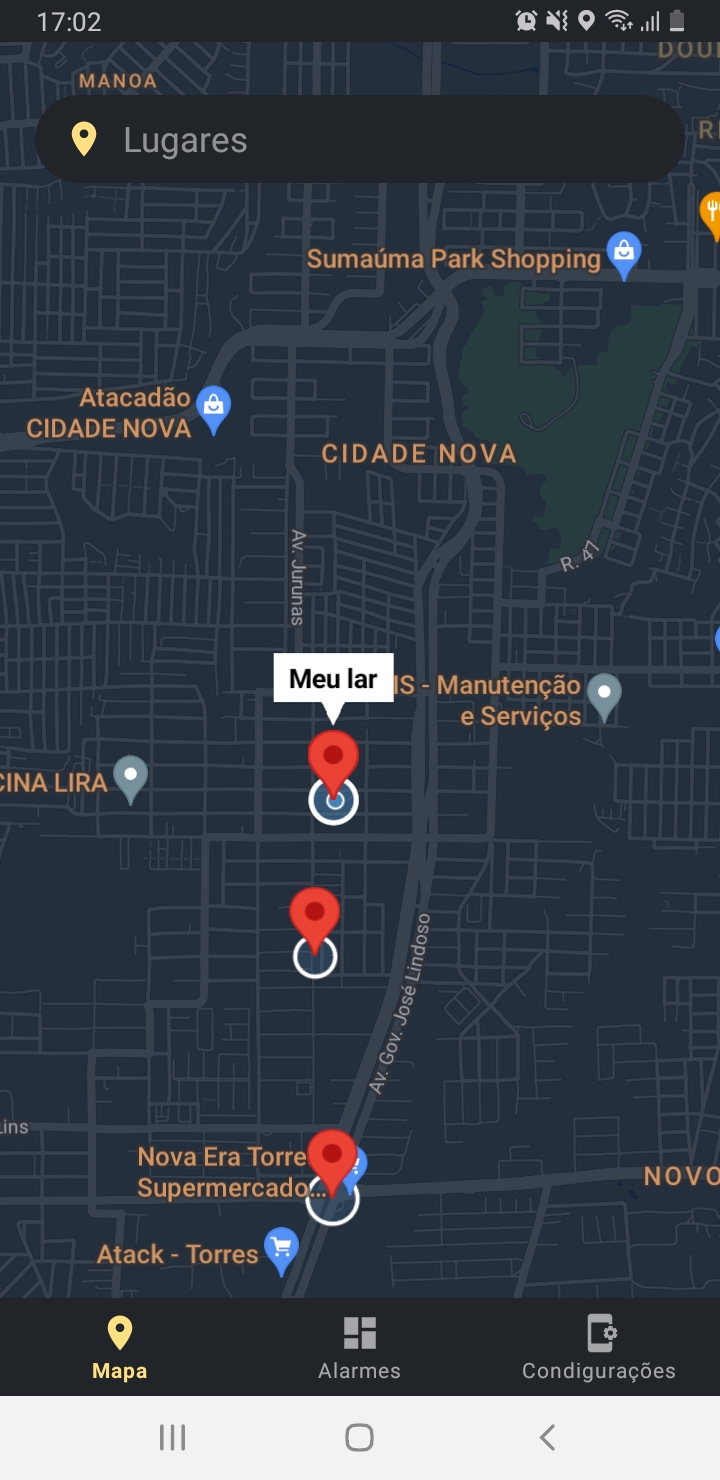 17:02
DOU
MANOA
Lugares
R
Sumaúma Park Shopping
Atacadão
CIDADE NOVA
CIDADE NOVA
Av. Jurunas
R. 41
Meu lar
IS - Manutenção
e Serviços
CINA LIRA
Av. Gov. José Lindoso
Lins
Nova Era Torre
Supermercado...
NOVO
Atack - Torres
Mapa
Alarmes
Condigurações